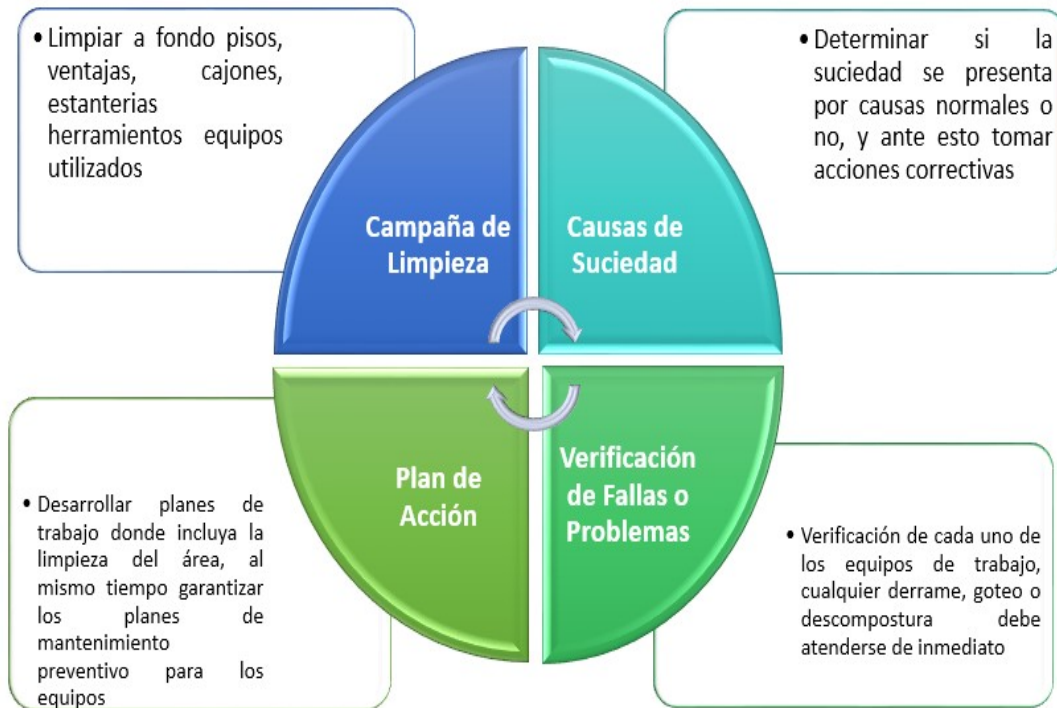 • Limpiar a fondo pisos,
ventajas, cajones,
estanterias
herramientos equipos
utilizados
• Determinar si la
suciedad se presenta
por causas normales o
no, y ante esto tomar
acciones correctivas
Campaña de
Limpieza
Causas de
Suciedad
Plan de
Acción
Verificación
de Fallas o
Problemas
• Desarrollar planes de
trabajo donde incluya la
limpieza del área, al
mismo tiempo garantizar
los planes de
mantenimiento
preventivo para los
equipos
• Verificación de cada uno de
los equipos de trabajo,
cualquier derrame, goteo o
descompostura debe
atenderse de inmediato